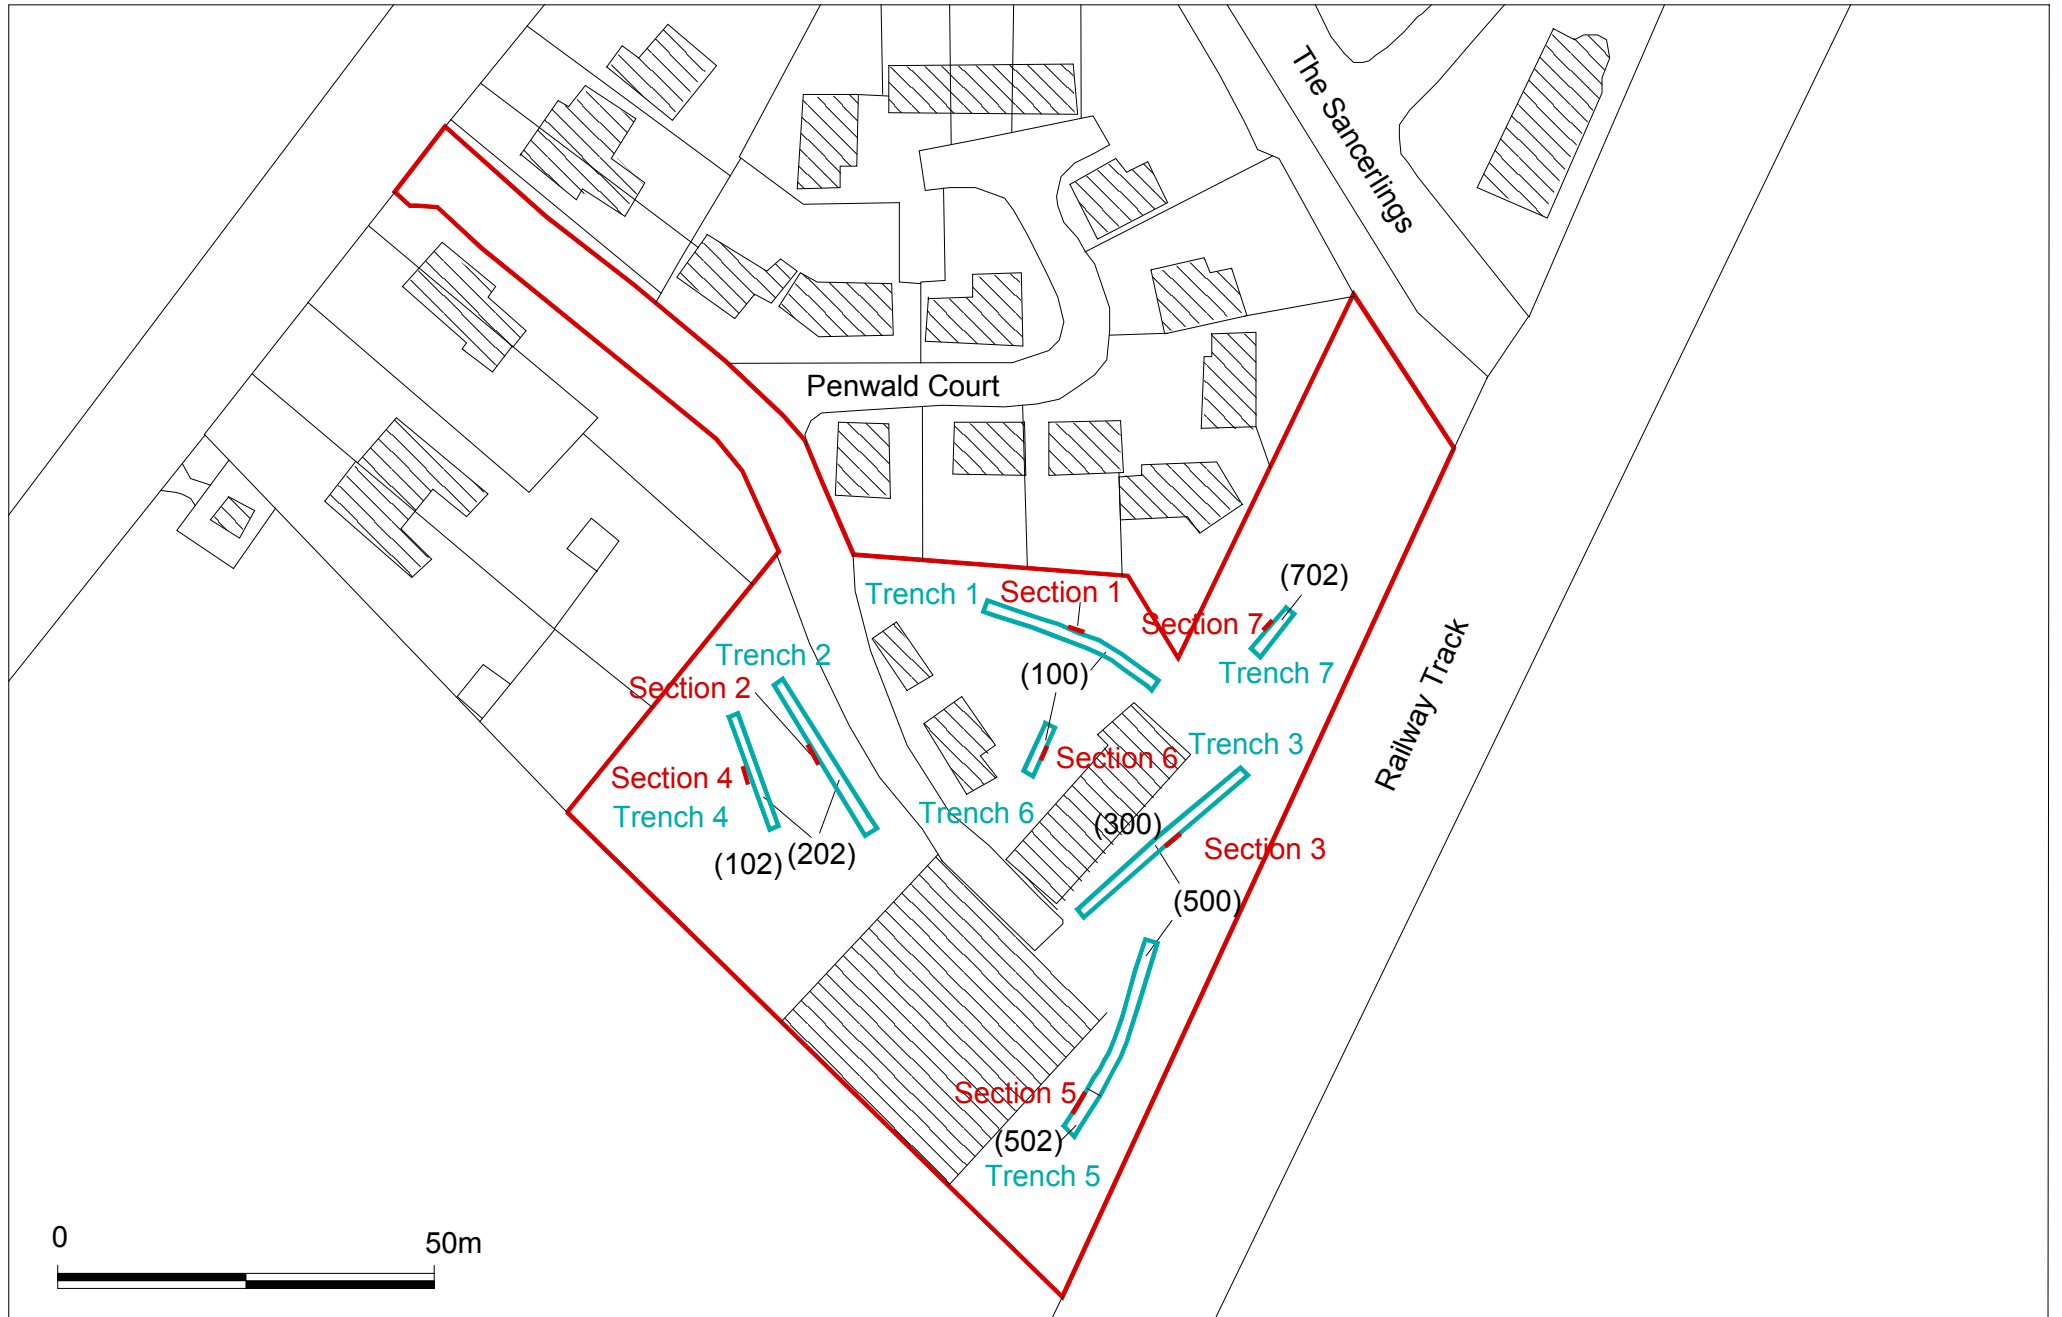 The Sancerlings
Penwald Court
(702)
Trench 1
Section 1
Section 7
Trench 2
Section 2
(100)
Trench 7
Railway Track
Trench 3
Section 6
Section 4
Trench 4
Trench 6
(300)
Section 3
(102)
(202)
(500)
Section 5
(502)
Trench 5
0
50m